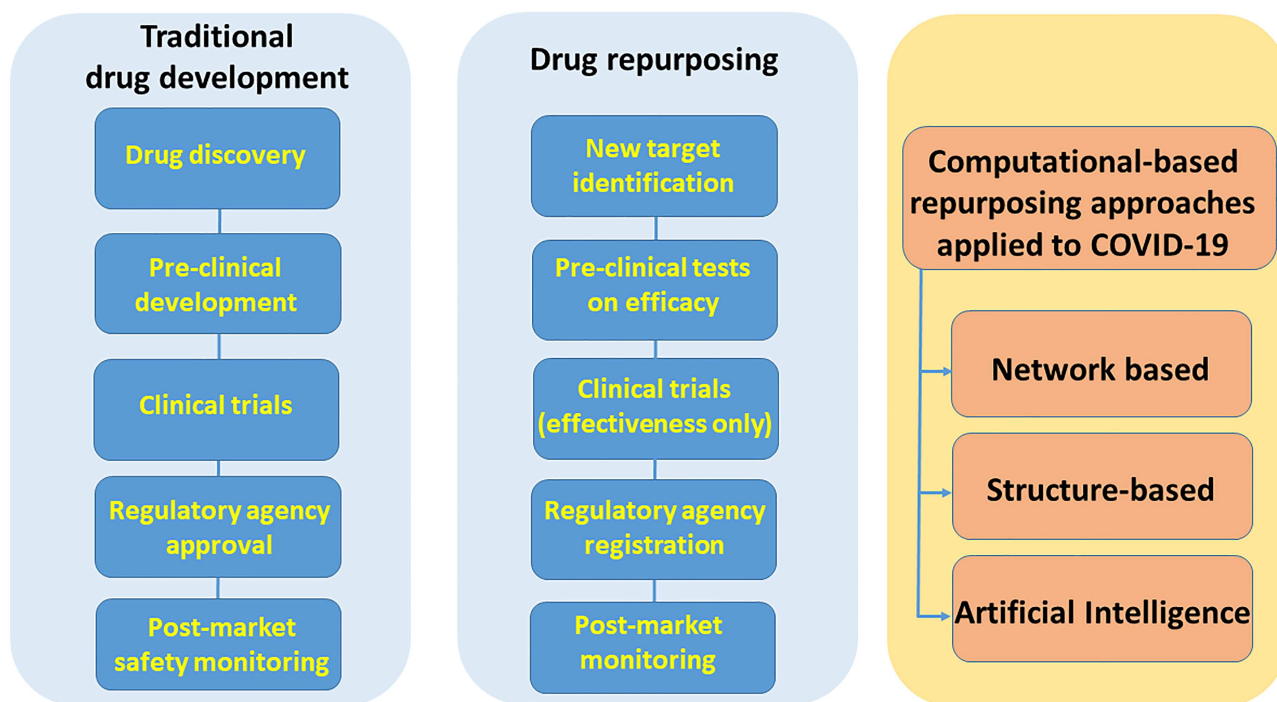 Traditional
drug development
Drug discovery
Pre-clinical
development
Clinical trials
Regulatory agency
approval
Post-market
safety monitoring
Drug repurposing
New target
identification
Pre-clinical tests
on efficacy
Clinical trials
(effectiveness only)
Regulatory agency
registration
Post-market
monitoring
Computational-based
repurposing approaches
applied to COVID-19
Network based
Structure-based
Artificial Intelligence